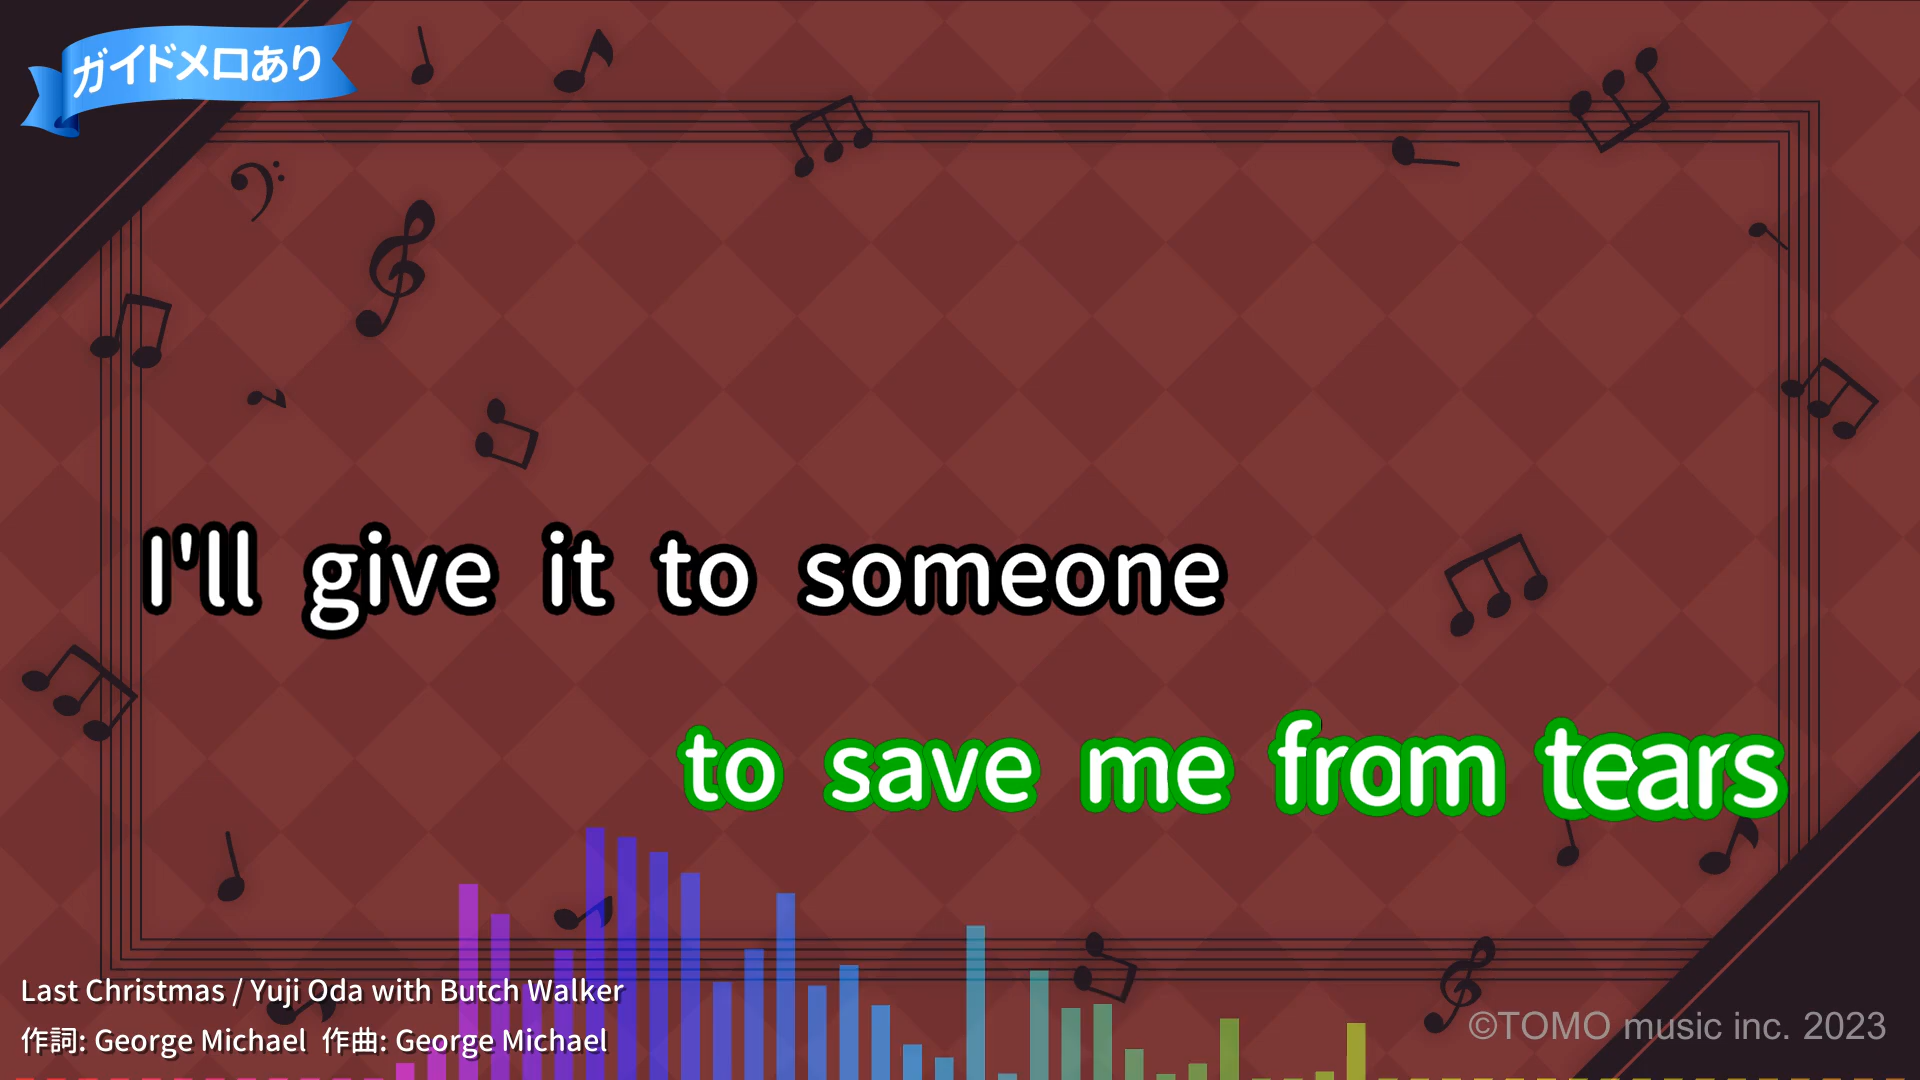 ガイドメロあり
I'll give it to someone
to save me from tears
Last Christmas / Yuji Oda with Butch Walker
作詞: George Michael 作曲: George Michael
©TOMO music inc. 2023